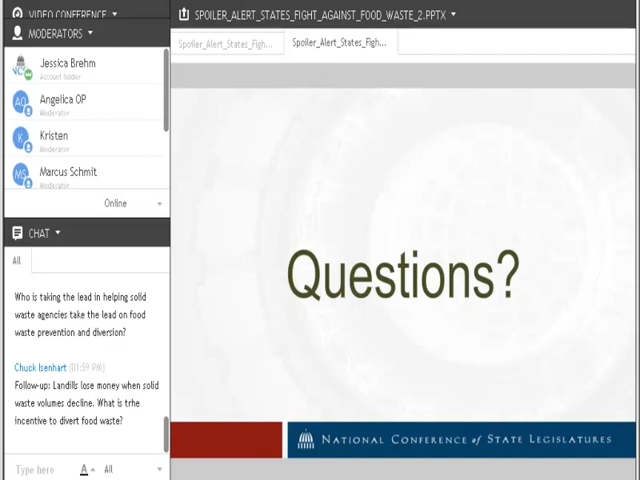 VIDEO CONFERENCE
MODERATORS
Jessica Brehm
Account holder
AO
Angelica OP
Moderator
K
Kristen
Moderator
MS
Marcus Schmit
Moderator
Online
CHAT
All
Who is taking the lead in helping solid
waste agencies take the lead on food
waste prevention and diversion?
Chuck Isenhart (01:59 PM)
Follow-up: Landills lose money when solid
waste volumes decline. What is trhe
incentive to divert food waste?
Type here
A
All
SPOILER_ALERT_STATES_FIGHT_AGAINST_FOOD_WASTE_2.PPTX
Spoiler_Alert_States_Figh...
Spoiler_Alert_States_Figh...
Questions?
NATIONAL CONFERENCE of STATE LEGISLATURES